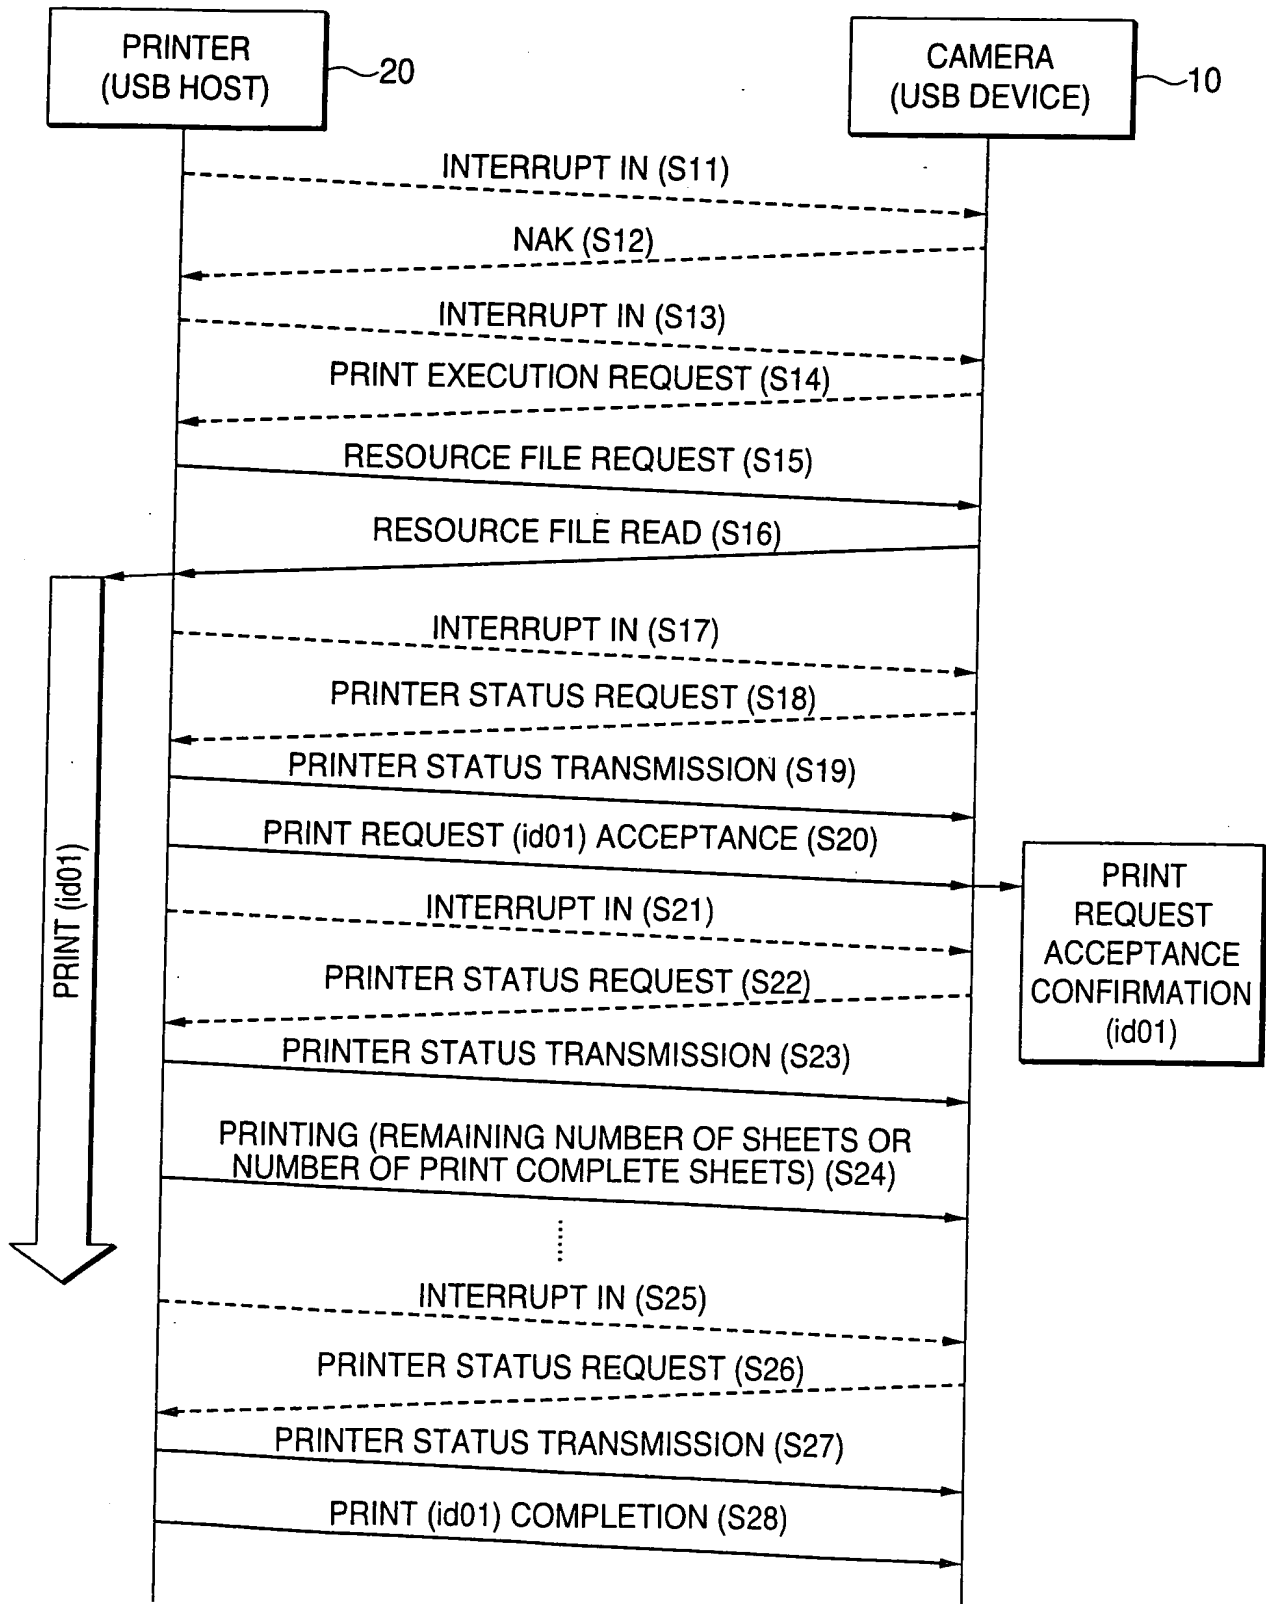 PRINTER
(USB HOST)
20
CAMERA
(USB DEVICE)
10
INTERRUPT IN (S11)
NAK (S12)
INTERRUPT IN (S13)
PRINT EXECUTION REQUEST (S14)
RESOURCE FILE REQUEST (S15)
RESOURCE FILE READ (S16)
INTERRUPT IN (S17)
PRINTER STATUS REQUEST (S18)
PRINTER STATUS TRANSMISSION (S19)
PRINT REQUEST (id01) ACCEPTANCE (S20)
PRINT (id01)
PRINT
REQUEST
ACCEPTANCE
CONFIRMATION
(id01)
INTERRUPT IN (S21)
PRINTER STATUS REQUEST (S22)
PRINTER STATUS TRANSMISSION (S23)
PRINTING (REMAINING NUMBER OF SHEETS OR
NUMBER OF PRINT COMPLETE SHEETS) (S24)
INTERRUPT IN (S25)
PRINTER STATUS REQUEST (S26)
PRINTER STATUS TRANSMISSION (S27)
PRINT (id01) COMPLETION (S28)